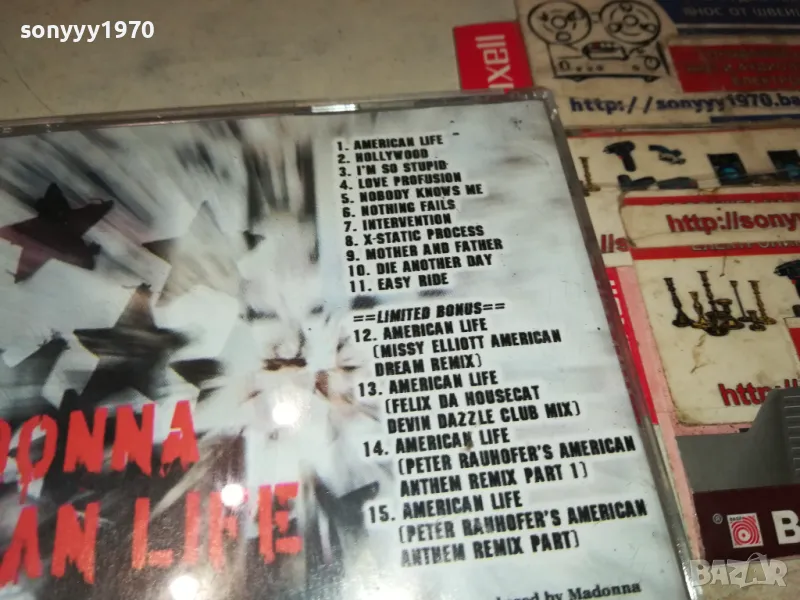 sonyyy1970
1. AMERICAN LIFE
2. HOLLYWOOD
3. I'M SO STUPID
4. LOVE PROFUSION
5. NOBODY KNOWS ME
6. NOTHING FAILS
7. INTERVENTION
8. X-STATIC PROCESS
9. MOTHER AND FATHER
10. DIE ANOTHER DAY
11. EASY RIDE
==LIMITED BONUS==
12. AMERICAN LIFE
(MISSY ELLIOTT AMERICAN
DREAM REMIX)
13. AMERICAN LIFE
(FELIX DA HOUSECAT
DEVIN DAZZLE CLUB MIX)
14. AMERICAN LIFE
(PETER RAUHOFER'S AMERICAN
ANTHEM REMIX PART 1)
15. AMERICAN LIFE
(PETER RAUHOFER'S AMERICAN
ANTHEM REMIX PART)
by Madonna
DONNA
AN LIFE
xell
http://sonyyy1970.ba
http://sony
http:/
BAZAR.bg